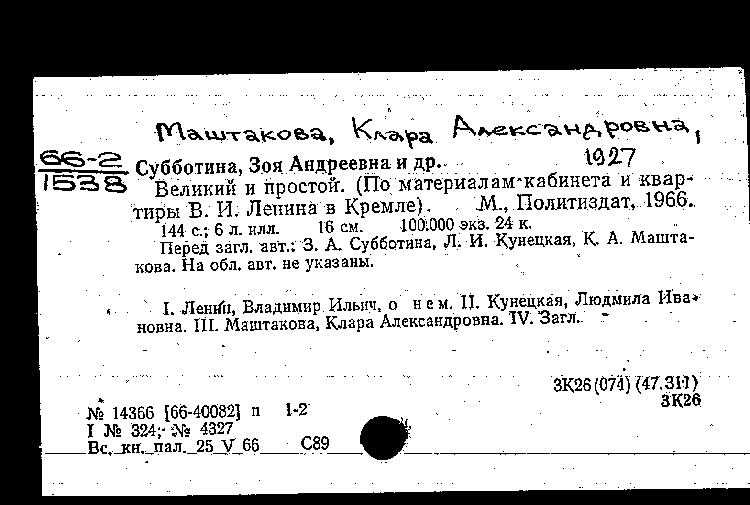 Маштакова, Клара Александровна,
1927
66-2
1538
Субботина, Зоя Андреевна и др.
Великий и простой. (По материалам кабинета и квар-
тиры В. И. Ленина в Кремле). М., Политиздат, 1966.
144 с.; 6 л. илл. 16 см. 100.000 экз. 24 к.
Перед загл. авт.: З. А. Субботина, Л. И. Кунецкая, К. А. Машта-
кова. На обл. авт. не указаны.
I. Ленин, Владимир Ильич, о нем. II. Кунецкая, Людмила Ива-
новна. III. Маштакова, Клара Александровна. IV. Загл.
3К26(074) (47.311)
3К26
№ 14366 [66-40082] п 1-2
I № 324; № 4327
Вс. кн. пал. 25 V 66 С89